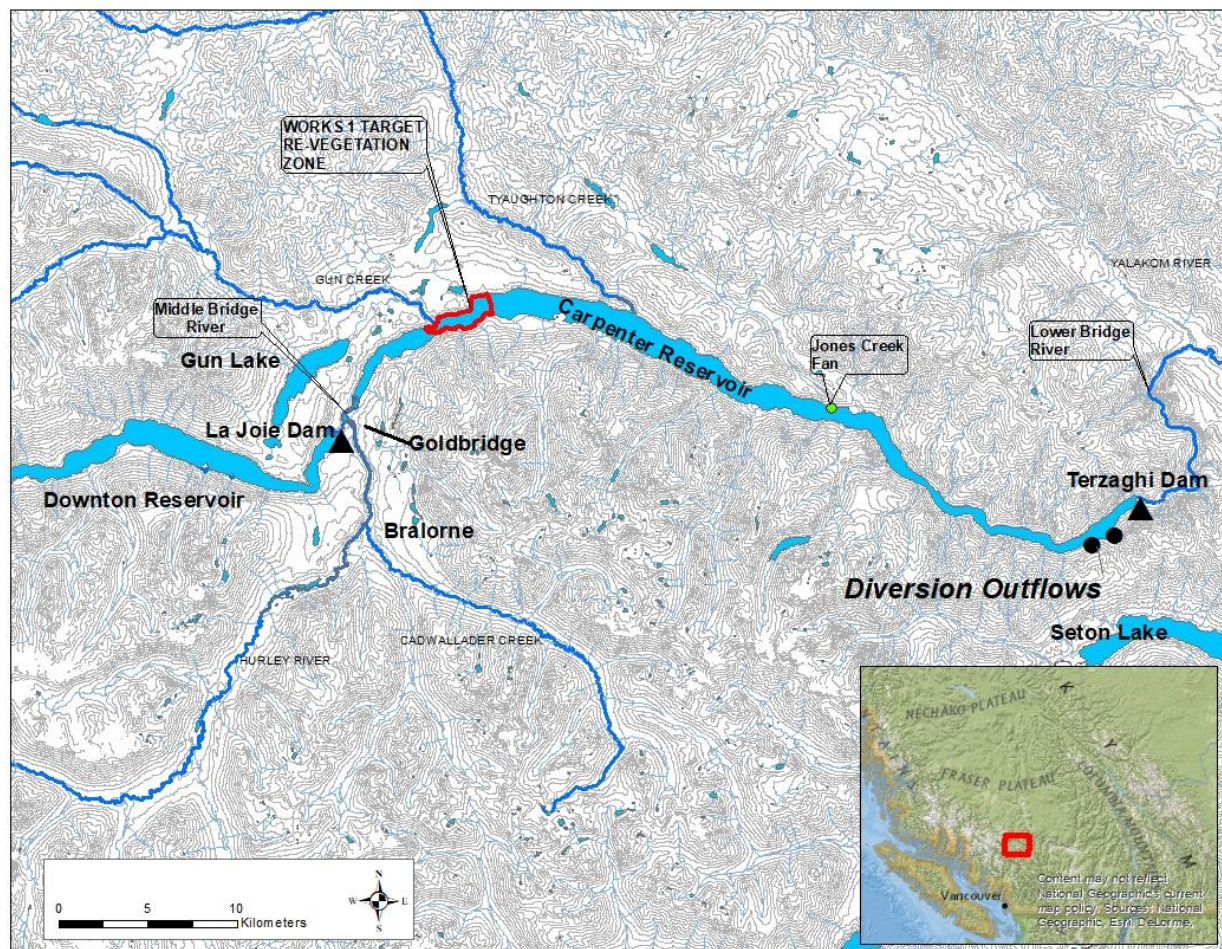 WORKS 1 TARGET
RE-VEGETATION
ZONE
TYAUGHTON CREEK
YALAKOM RIVER
GUN CREEK
Middle Bridge
River
Carpenter Reservoir
Lower Bridge
River
Jones Creek
Fan
Gun Lake
La Joie Dam
Goldbridge
Terzaghi Dam
Downton Reservoir
Bralorne
Diversion Outflows
Seton Lake
CADWALLADER CREEK
HURLEY RIVER
NECHAKO PLATEAU
FRASER PLATEAU
COLUMBIA MOUNT
K
Y
M
Vancouver
Content may not reflect
National Geographic's current
map policy. Sources: National
Geographic, Esri, DeLorme,
N
W
E
S
0
5
10
Kilometers